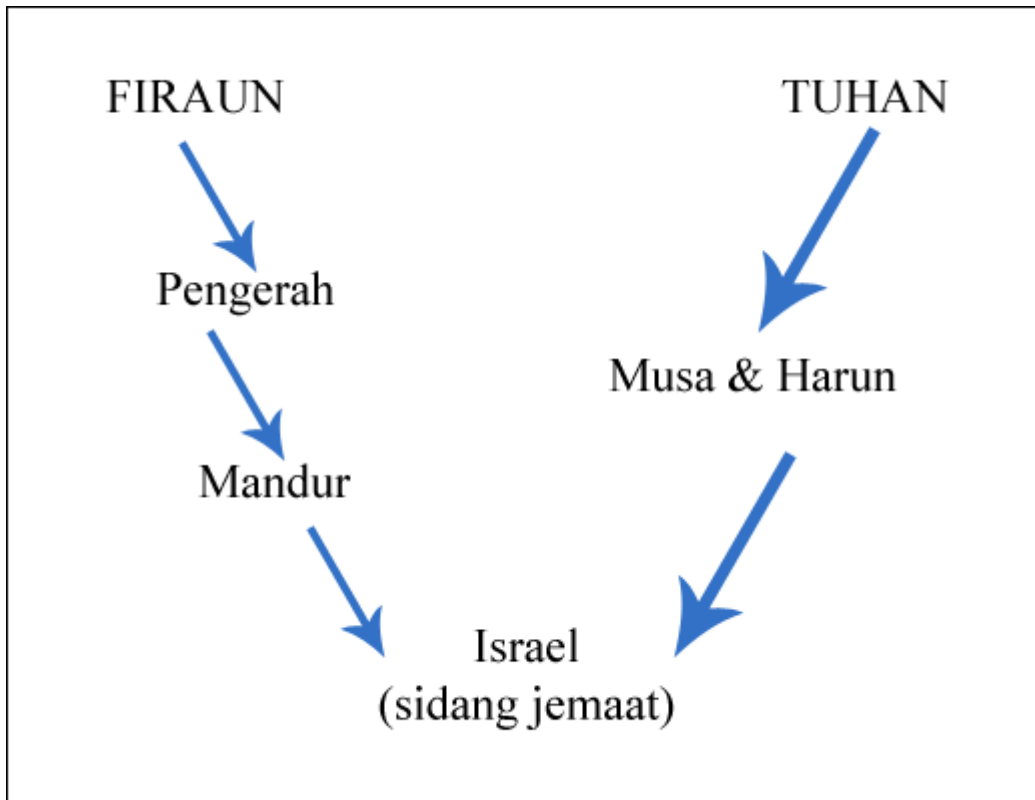 FIRAUN
TUHAN
Pengerah
Musa & Harun
Mandur
Israel
(sidang jemaat)